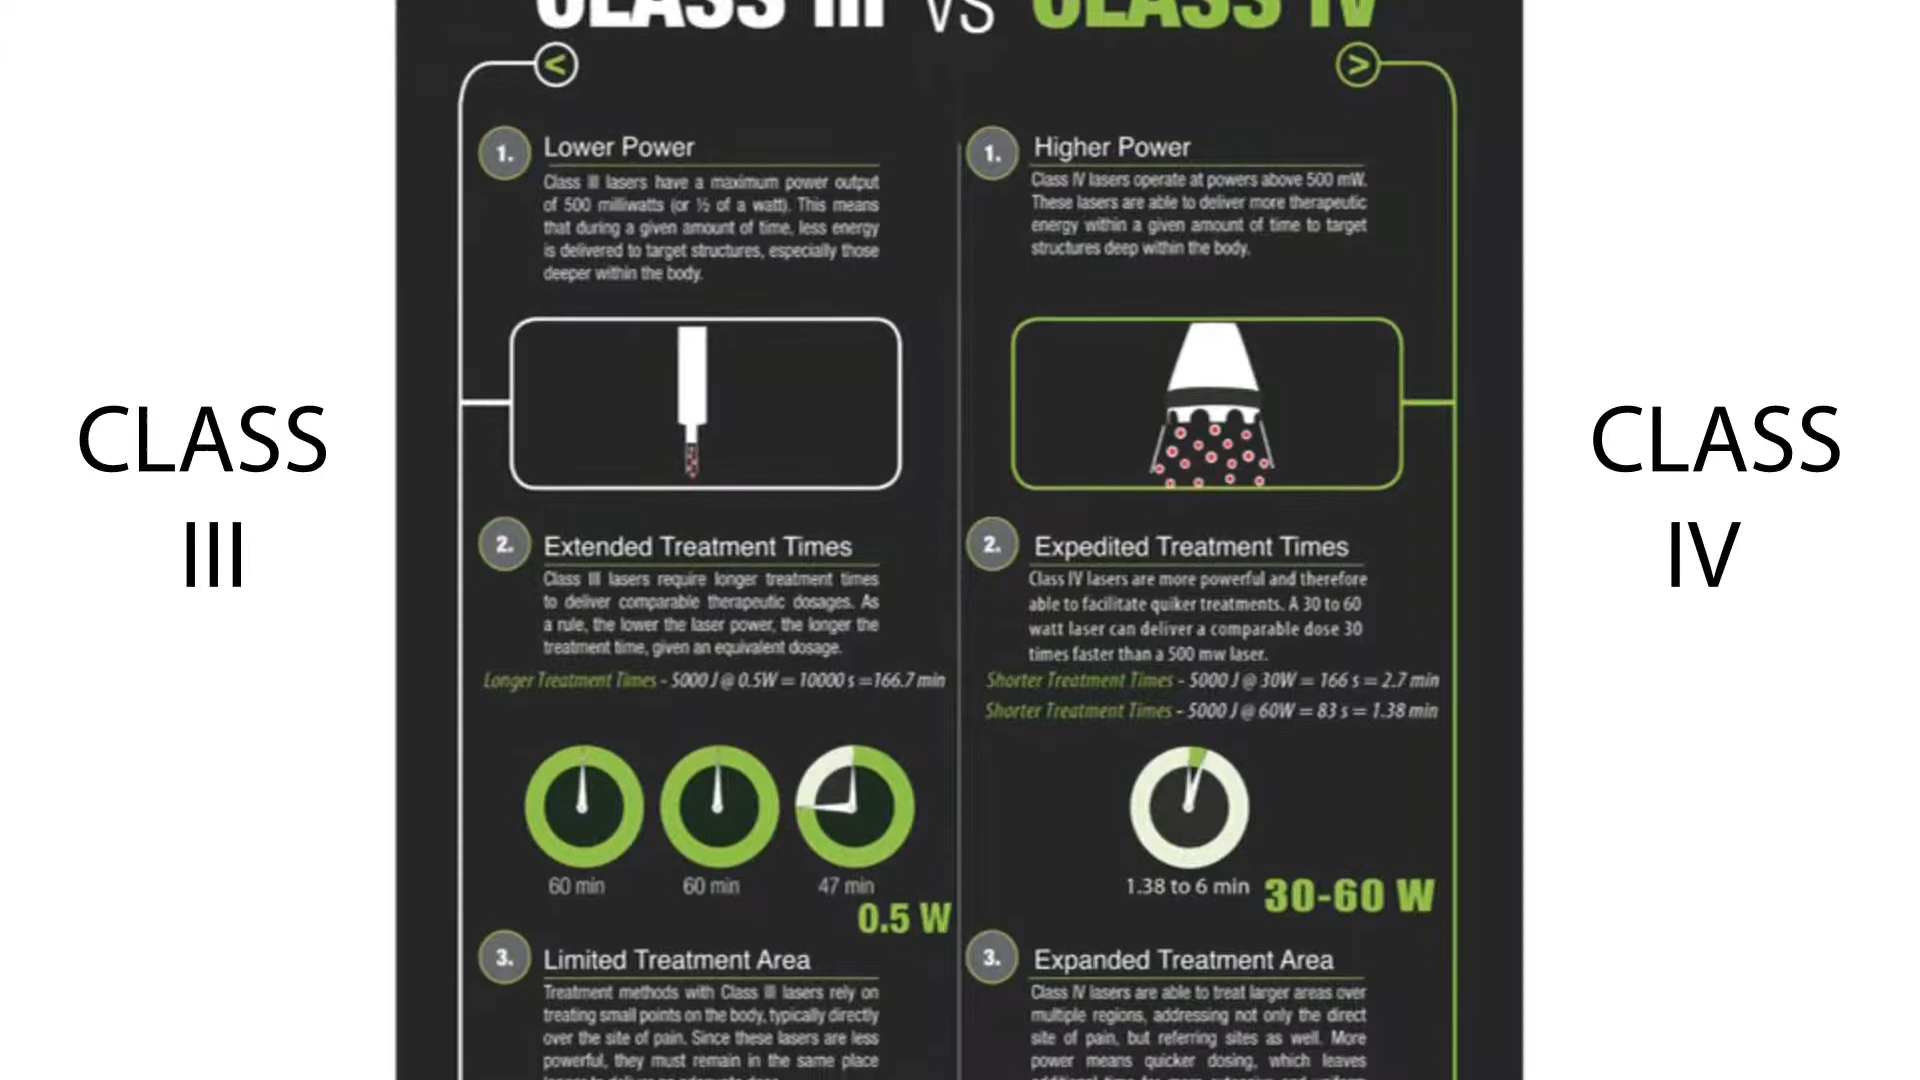 CLASS III VS CLASS IV
<
>
1. Lower Power
Class III lasers have a maximum power output
of 500 milliwatts (or ½ of a watt). This means
that during a given amount of time, less energy
is delivered to target structures, especially those
deeper within the body.
1. Higher Power
Class IV lasers operate at powers above 500 mW.
These lasers are able to deliver more therapeutic
energy within a given amount of time to target
structures deep within the body.
CLASS
III
CLASS
IV
2. Extended Treatment Times
Class III lasers require longer treatment times
to deliver comparable therapeutic dosages. As
a rule, the lower the laser power, the longer the
treatment time, given an equivalent dosage.
Longer Treatment Times - 5000 J @ 0.5W = 10000 s =166.7 min
60 min
60 min
47 min
0.5 W
2. Expedited Treatment Times
Class IV lasers are more powerful and therefore
able to facilitate quiker treatments. A 30 to 60
watt laser can deliver a comparable dose 30
times faster than a 500 mw laser.
Shorter Treatment Times - 5000 J @ 30W = 166 s = 2.7 min
Shorter Treatment Times - 5000 J @ 60W = 83 s = 1.38 min
1.38 to 6 min
30-60 W
3. Limited Treatment Area
Treatment methods with Class III lasers rely on
treating small points on the body, typically directly
over the site of pain. Since these lasers are less
powerful, they must remain in the same place
3. Expanded Treatment Area
Class IV lasers are able to treat larger areas over
multiple regions, addressing not only the direct
site of pain, but referring sites as well. More
power means quicker dosing, which leaves